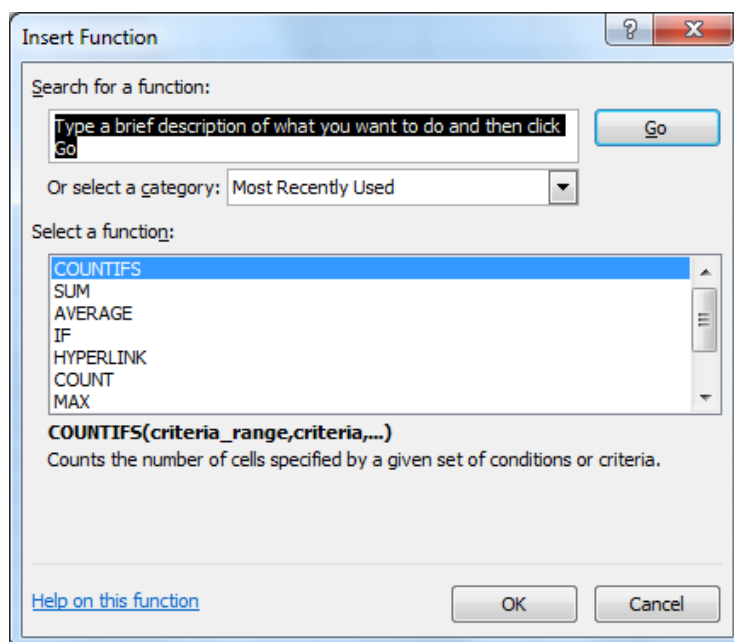 Insert Function
Search for a function:
Type a brief description of what you want to do and then click
Go
Go
Or select a category: Most Recently Used
Select a function:
COUNTIFS
SUM
AVERAGE
IF
HYPERLINK
COUNT
MAX
COUNTIFS(criteria_range,criteria,...)
Counts the number of cells specified by a given set of conditions or criteria.
Help on this function
OK
Cancel